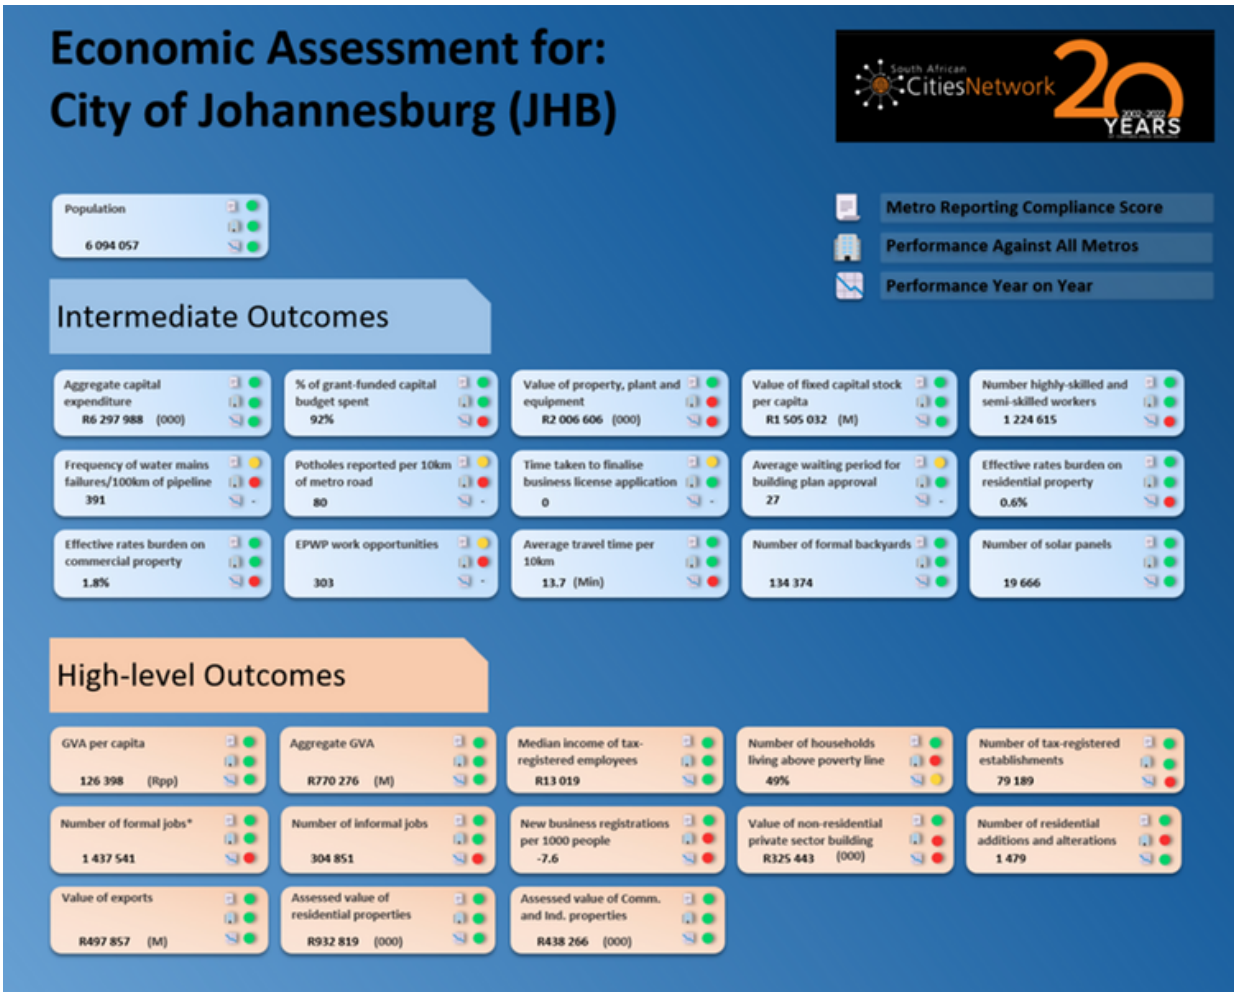 Economic Assessment for:
City of Johannesburg (JHB)
South African
CitiesNetwork
20
2002-2022
YEARS
Population
6 094 057
Metro Reporting Compliance Score
Performance Against All Metros
Performance Year on Year
Intermediate Outcomes
Aggregate capital
expenditure
R6 297 988 (000)
% of grant-funded capital
budget spent
92%
Value of property, plant and
equipment
R2 006 606 (000)
Value of fixed capital stock
per capita
R1 505 032 (M)
Number highly-skilled and
semi-skilled workers
1 224 615
Frequency of water mains
failures/100km of pipeline
391 -
Potholes reported per 10km
of metro road
80 -
Time taken to finalise
business license application
0 -
Average waiting period for
building plan approval
27 -
Effective rates burden on
residential property
0.6%
Effective rates burden on
commercial property
1.8%
EPWP work opportunities
303 -
Average travel time per
10km
13.7 (Min)
Number of formal backyards
134 374
Number of solar panels
19 666
High-level Outcomes
GVA per capita
126 398 (Rpp)
Aggregate GVA
R770 276 (M)
Median income of tax-
registered employees
R13 019
Number of households
living above poverty line
49%
Number of tax-registered
establishments
79 189
Number of formal jobs*
1 437 541
Number of informal jobs
304 851
New business registrations
per 1000 people
-7.6
Value of non-residential
private sector building
R325 443 (000)
Number of residential
additions and alterations
1 479
Value of exports
R497 857 (M)
Assessed value of
residential properties
R932 819 (000)
Assessed value of Comm.
and Ind. properties
R438 266 (000)